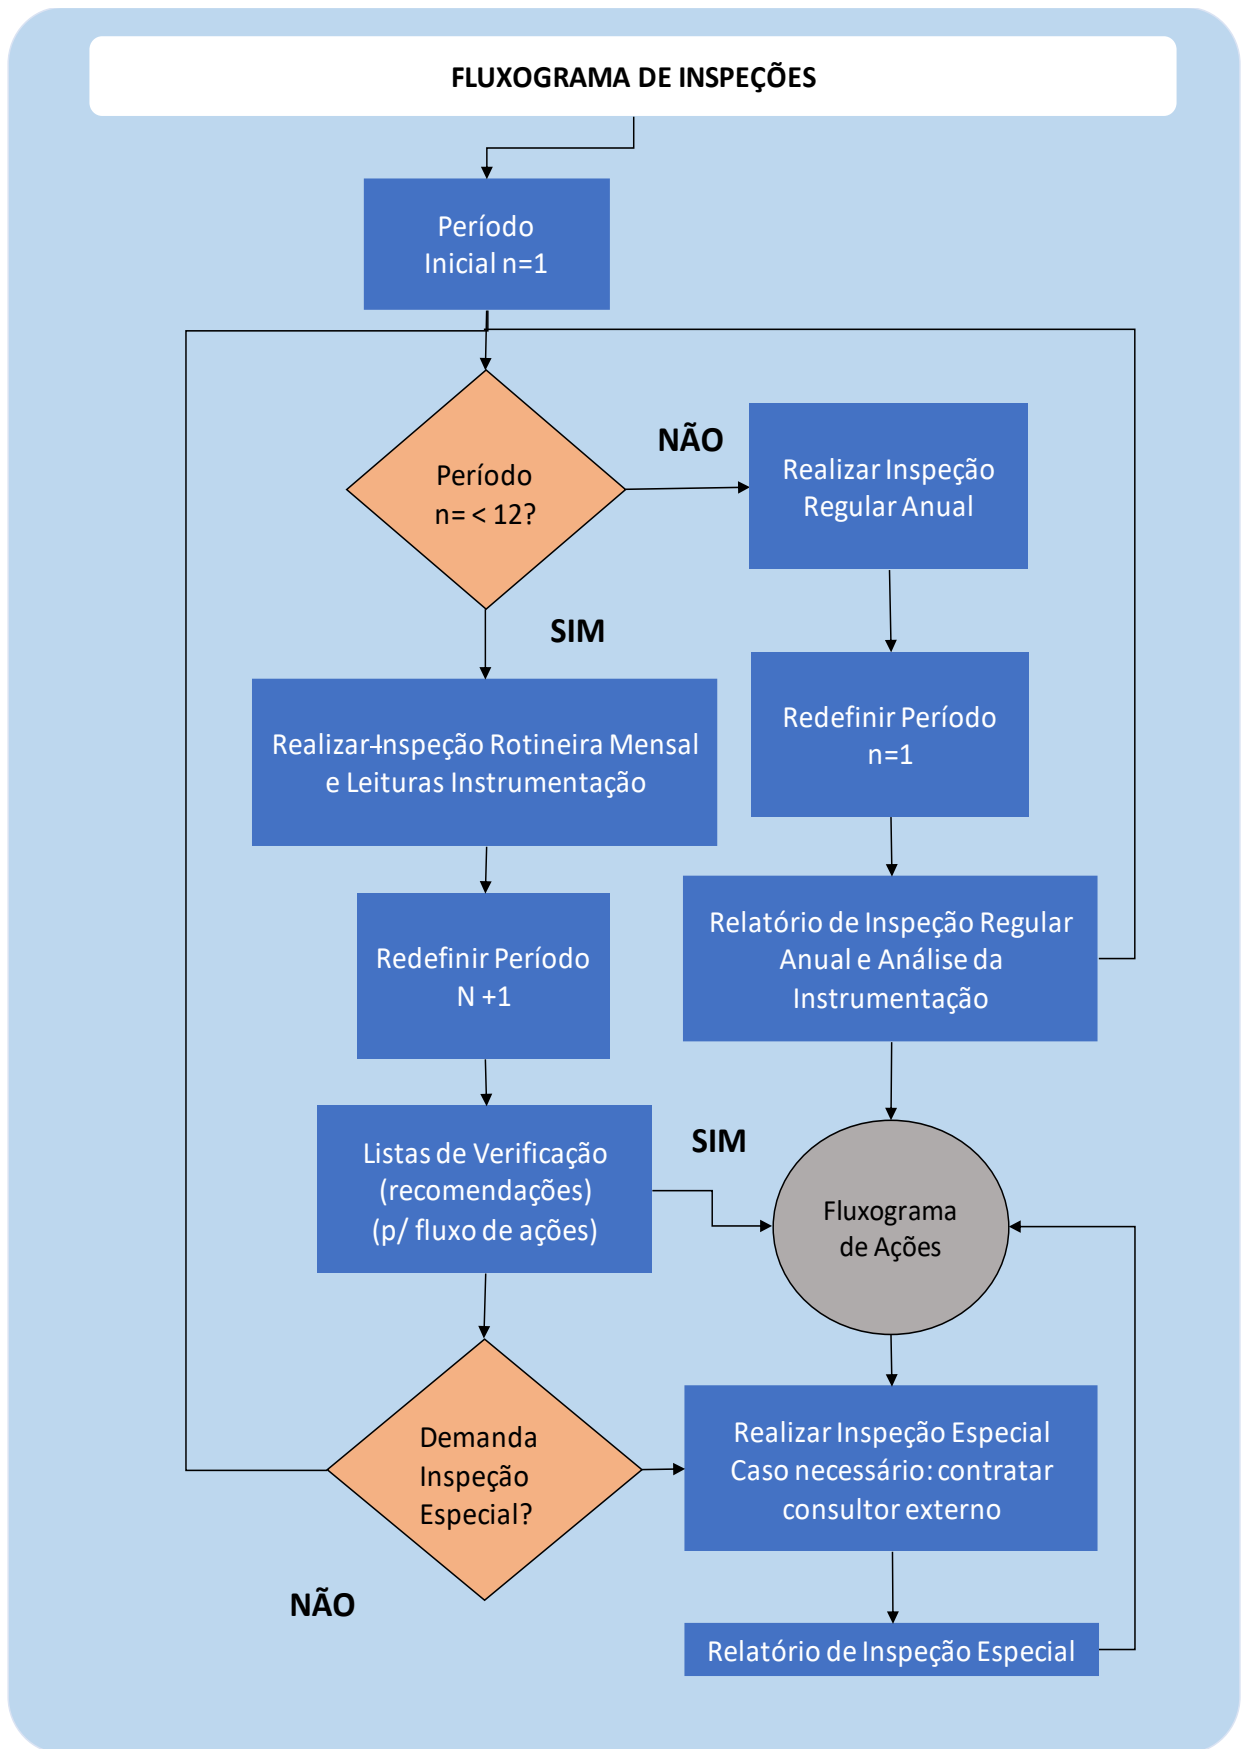 FLUXOGRAMA DE INSPEÇÕES
Período
Inicial n=1
Período
n= < 12?
NÃO
Realizar Inspeção
Regular Anual
SIM
Redefinir Período
n=1
Realizar Inspeção Rotineira Mensal
e Leituras Instrumentação
Relatório de Inspeção Regular
Anual e Análise da
Instrumentação
Redefinir Período
N +1
Listas de Verificação
(recomendações)
(p/ fluxo de ações)
SIM
Fluxograma
de Ações
Demanda
Inspeção
Especial?
Realizar Inspeção Especial
Caso necessário: contratar
consultor externo
NÃO
Relatório de Inspeção Especial